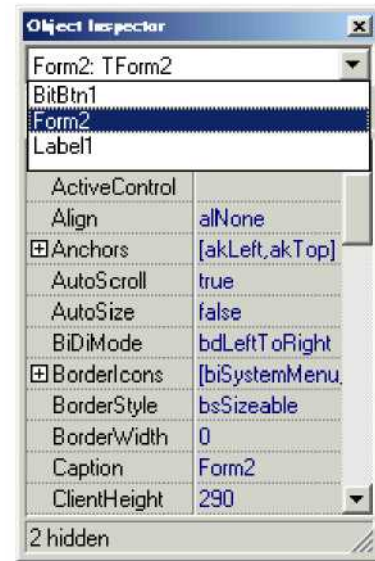 Object Inspector
Form2: TForm2
BitBtn1
Form2
Label1
ActiveControl
Align alNone
Anchors [akLeft,akTop]
AutoScroll true
AutoSize false
BiDiMode bdLeftToRight
BorderIcons [biSystemMenu,
BorderStyle bsSizeable
BorderWidth 0
Caption Form2
ClientHeight 290
2 hidden